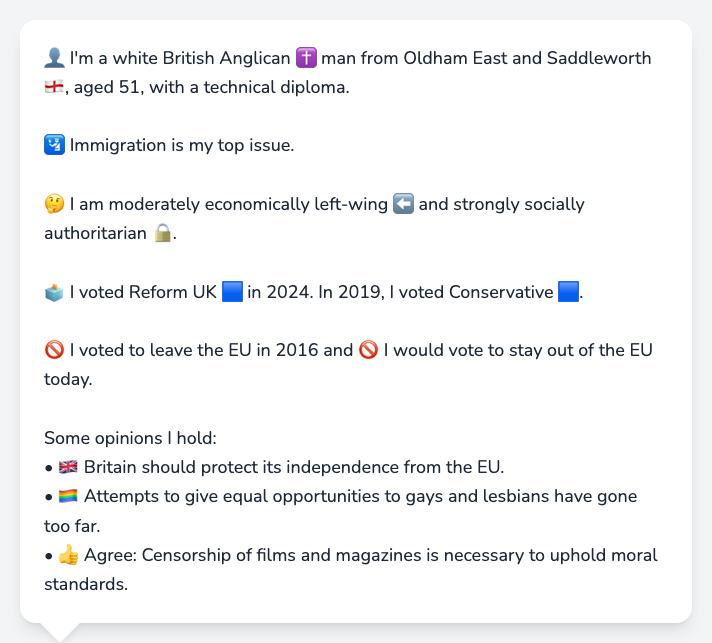 👤 I'm a white British Anglican ✝️ man from Oldham East and Saddleworth
🏴󠁧󠁢󠁥󠁮󠁧󠁿, aged 51, with a technical diploma.
🛂 Immigration is my top issue.
🤔 I am moderately economically left-wing ⬅️ and strongly socially
authoritarian 🔒.
🗳️ I voted Reform UK 🟦 in 2024. In 2019, I voted Conservative 🟦.
🚫 I voted to leave the EU in 2016 and 🚫 I would vote to stay out of the EU
today.
Some opinions I hold:
• 🇬🇧 Britain should protect its independence from the EU.
• 🏳️‍🌈 Attempts to give equal opportunities to gays and lesbians have gone
too far.
• 👍 Agree: Censorship of films and magazines is necessary to uphold moral
standards.